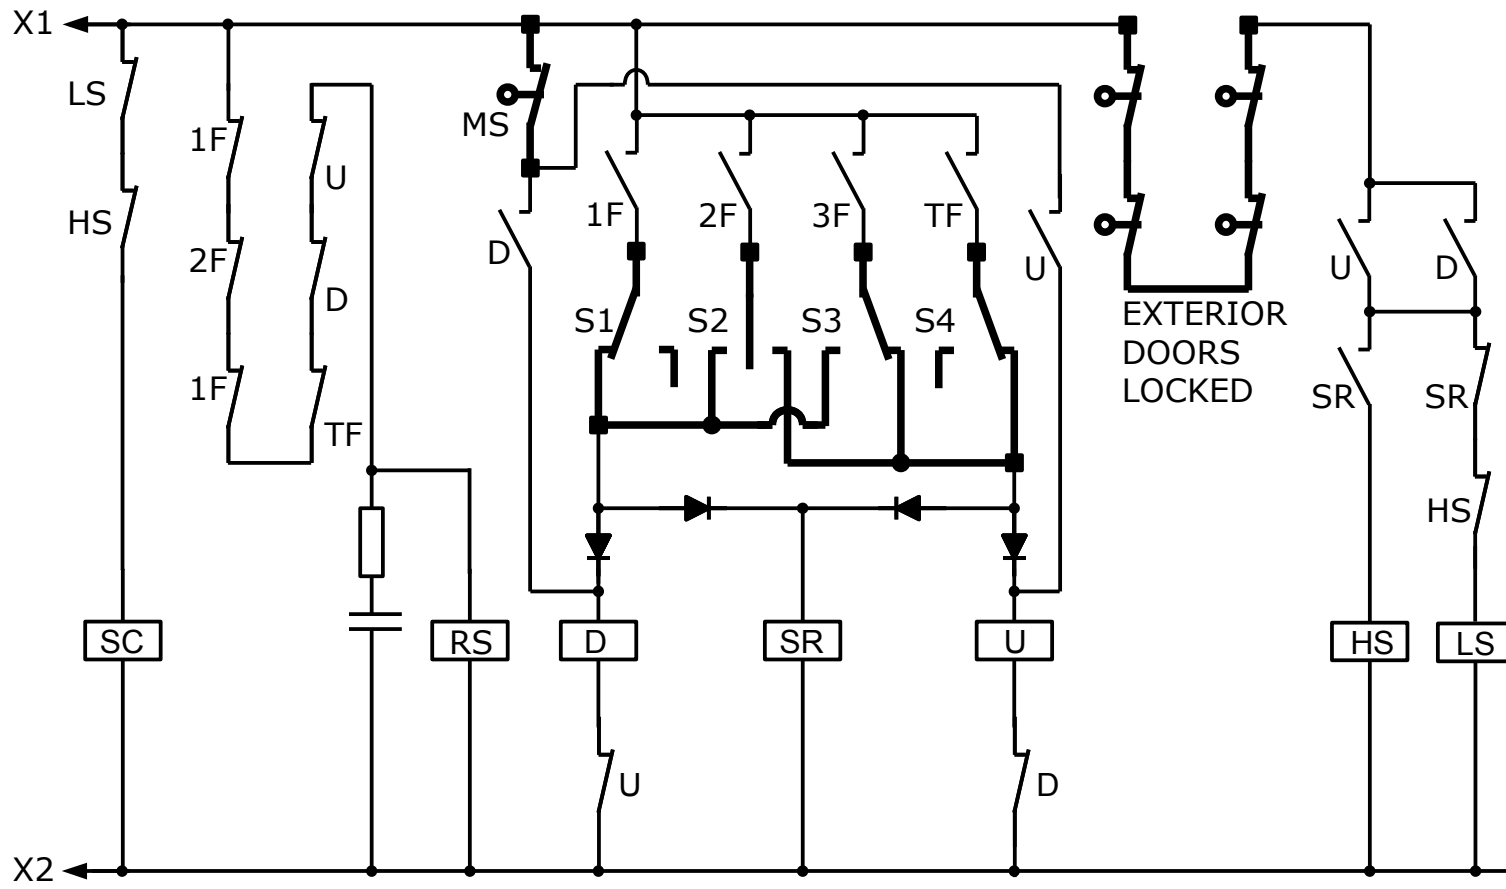 X1
LS
HS
1F
2F
1F
U
D
TF
MS
D
1F
2F
3F
TF
U
S1
S2
S3
S4
EXTERIOR
DOORS
LOCKED
U
D
SR
SR
HS
SC
RS
D
SR
U
HS
LS
U
D
X2